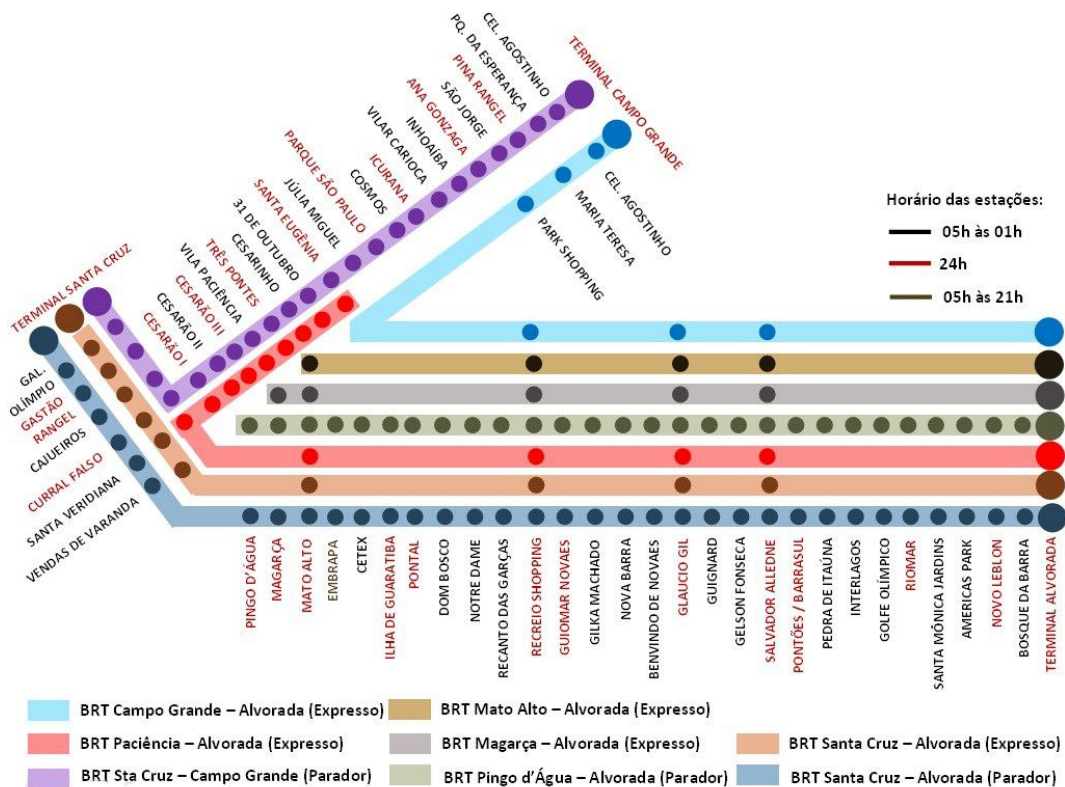 CEL. AGOSTINHO
PQ. DA ESPERANÇA
PINA RANGEL
SÃO JORGE
ANA GONZAGA
INHOAÍBA
VILAR CARIOCA
ICURANA
COSMOS
PARQUE SÃO PAULO
JÚLIA MIGUEL
SANTA EUGÊNIA
31 DE OUTUBRO
CESARINHO
TRÊS PONTES
VILA PACIÊNCIA
CESARÃO III
CESARÃO II
CESARÃO I
TERMINAL CAMPO GRANDE
CEL. AGOSTINHO
MARIA TERESA
PARK SHOPPING
Horário das estações:
05h às 01h
24h
05h às 21h
TERMINAL SANTA CRUZ
GAL.
OLÍMPIO
GASTÃO
RANGEL
CAJUEIROS
CURRAL FALSO
SANTA VERIDIANA
VENDAS DE VARANDA
PINGO D'ÁGUA
MAGARÇA
MATO ALTO
EMBRAPA
CETEX
ILHA DE GUARATIBA
PONTAL
DOM BOSCO
NOTRE DAME
RECANTO DAS GARÇAS
RECREIO SHOPPING
GUIOMAR NOVAES
GILKA MACHADO
NOVA BARRA
BENVINDO DE NOVAES
GLAUCIO GIL
GUIGNARD
GELSON FONSECA
SALVADOR ALLEDNE
PONTÕES / BARRASUL
PEDRA DE ITAÚNA
INTERLAGOS
GOLFE OLÍMPICO
RIOMAR
SANTA MÔNICA JARDINS
AMERICAS PARK
NOVO LEBLON
BOSQUE DA BARRA
TERMINAL ALVORADA
BRT Campo Grande – Alvorada (Expresso)
BRT Mato Alto – Alvorada (Expresso)
BRT Paciência – Alvorada (Expresso)
BRT Magarça – Alvorada (Expresso)
BRT Santa Cruz – Alvorada (Expresso)
BRT Sta Cruz – Campo Grande (Parador)
BRT Pingo d'Água – Alvorada (Parador)
BRT Santa Cruz – Alvorada (Parador)